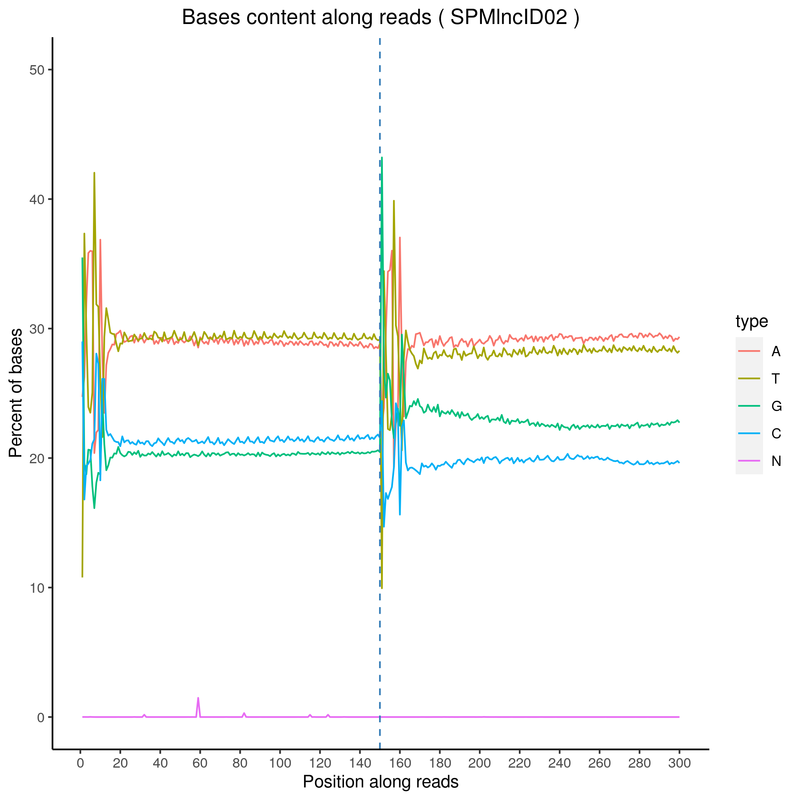 Bases content along reads ( SPMlncID02 )
Percent of bases
50
40
30
20
10
0
0 20 40 60 80 100 120 140 160 180 200 220 240 260 280 300
Position along reads
type
A
T
G
C
N